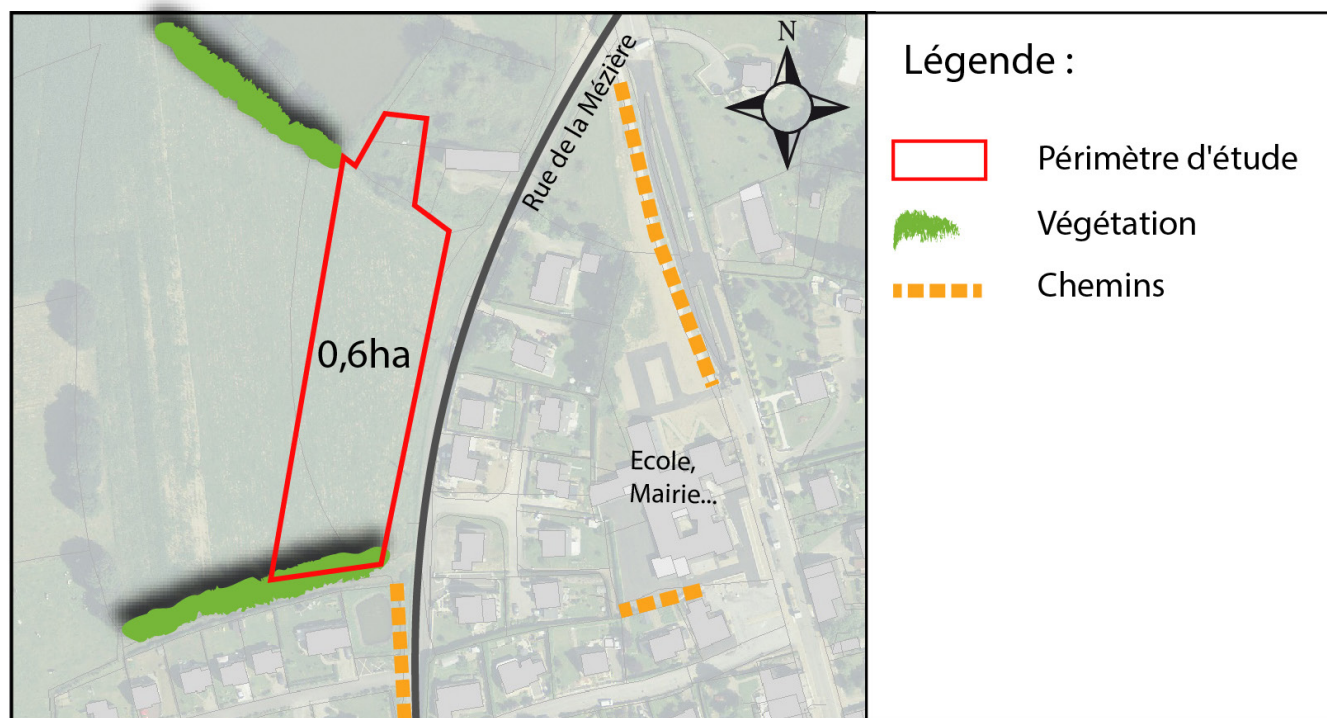 N
Rue de la Mézière
0,6ha
Ecole,
Mairie...
Légende :
Périmètre d'étude
Végétation
Chemins